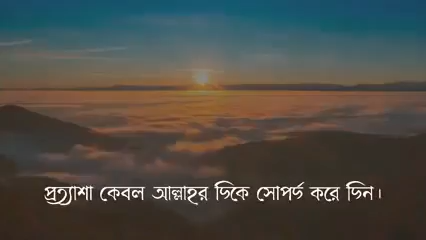 প্রত্যাশা কেবল আল্লাহর ডিকে সোপর্ড করে ডিন।